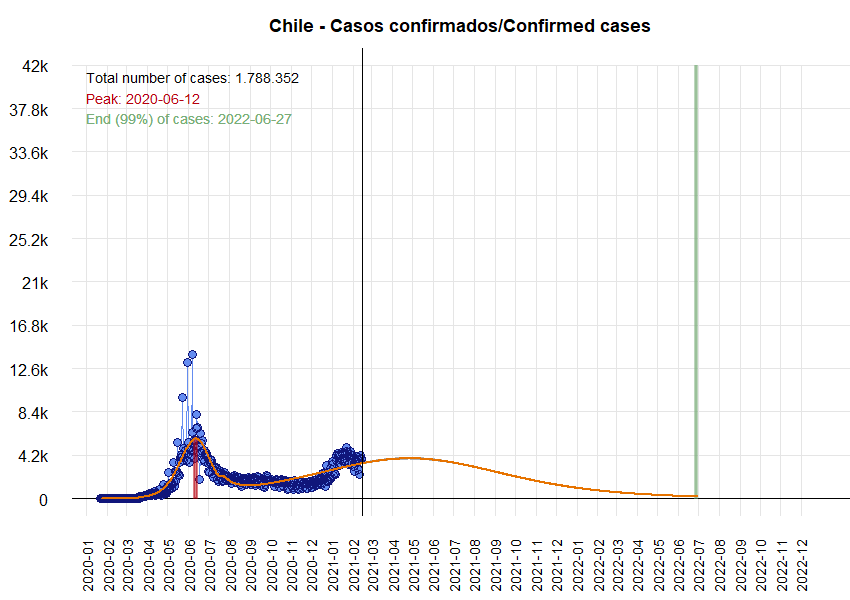 Chile - Casos confirmados/Confirmed cases
42k
Total number of cases: 1.788.352
Peak: 2020-06-12
End (99%) of cases: 2022-06-27
37.8k
33.6k
29.4k
25.2k
21k
16.8k
12.6k
8.4k
4.2k
0
2020-01
2020-02
2020-03
2020-04
2020-05
2020-06
2020-07
2020-08
2020-09
2020-10
2020-11
2020-12
2021-01
2021-02
2021-03
2021-04
2021-05
2021-06
2021-07
2021-08
2021-09
2021-10
2021-11
2021-12
2022-01
2022-02
2022-03
2022-04
2022-05
2022-06
2022-07
2022-08
2022-09
2022-10
2022-11
2022-12